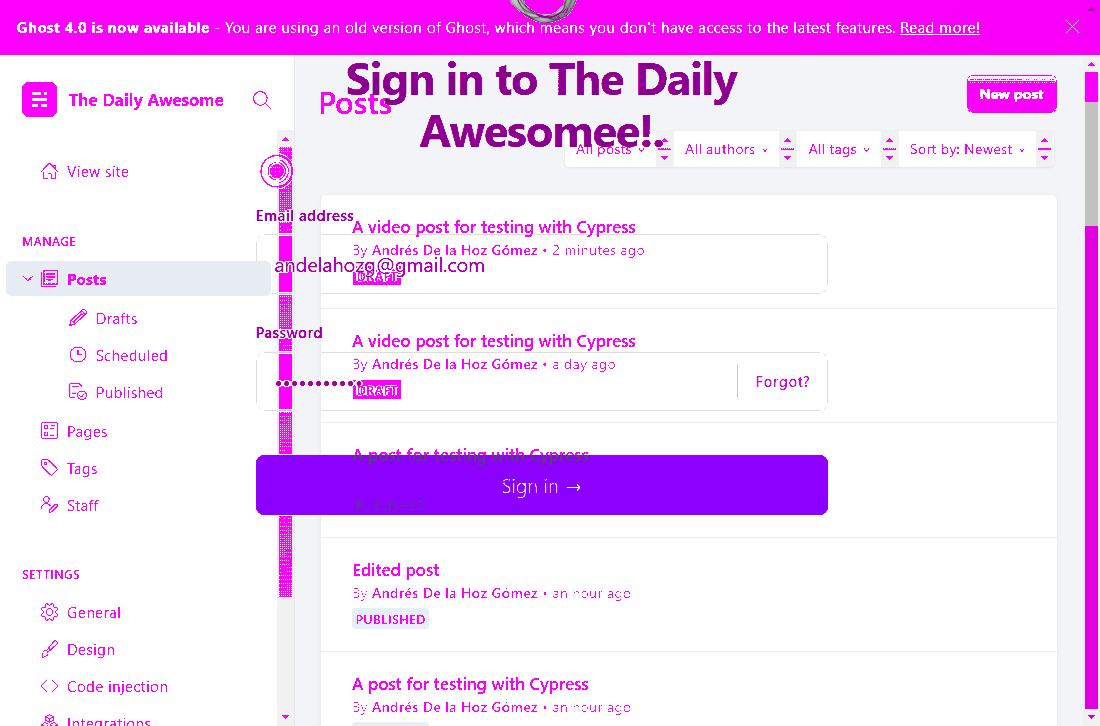 Ghost 4.0 is now available - You are using an old version of Ghost, which means you don't have access to the latest features. Read more!
The Daily Awesome
Posts
New post
Sign in to The Daily
Awesomee!.
All posts
All authors
All tags
Sort by: Newest
View site
MANAGE
Posts
Drafts
Scheduled
Published
Pages
Tags
Staff
SETTINGS
General
Design
Code injection
Integrations
Email address
andelahozg@gmail.com
Password
Forgot?
Sign in →
A video post for testing with Cypress
By Andrés De la Hoz Gómez • 2 minutes ago
DRAFT
A video post for testing with Cypress
By Andrés De la Hoz Gómez • a day ago
DRAFT
A post for testing with Cypress
Edited post
By Andrés De la Hoz Gómez • an hour ago
PUBLISHED
A post for testing with Cypress
By Andrés De la Hoz Gómez • an hour ago